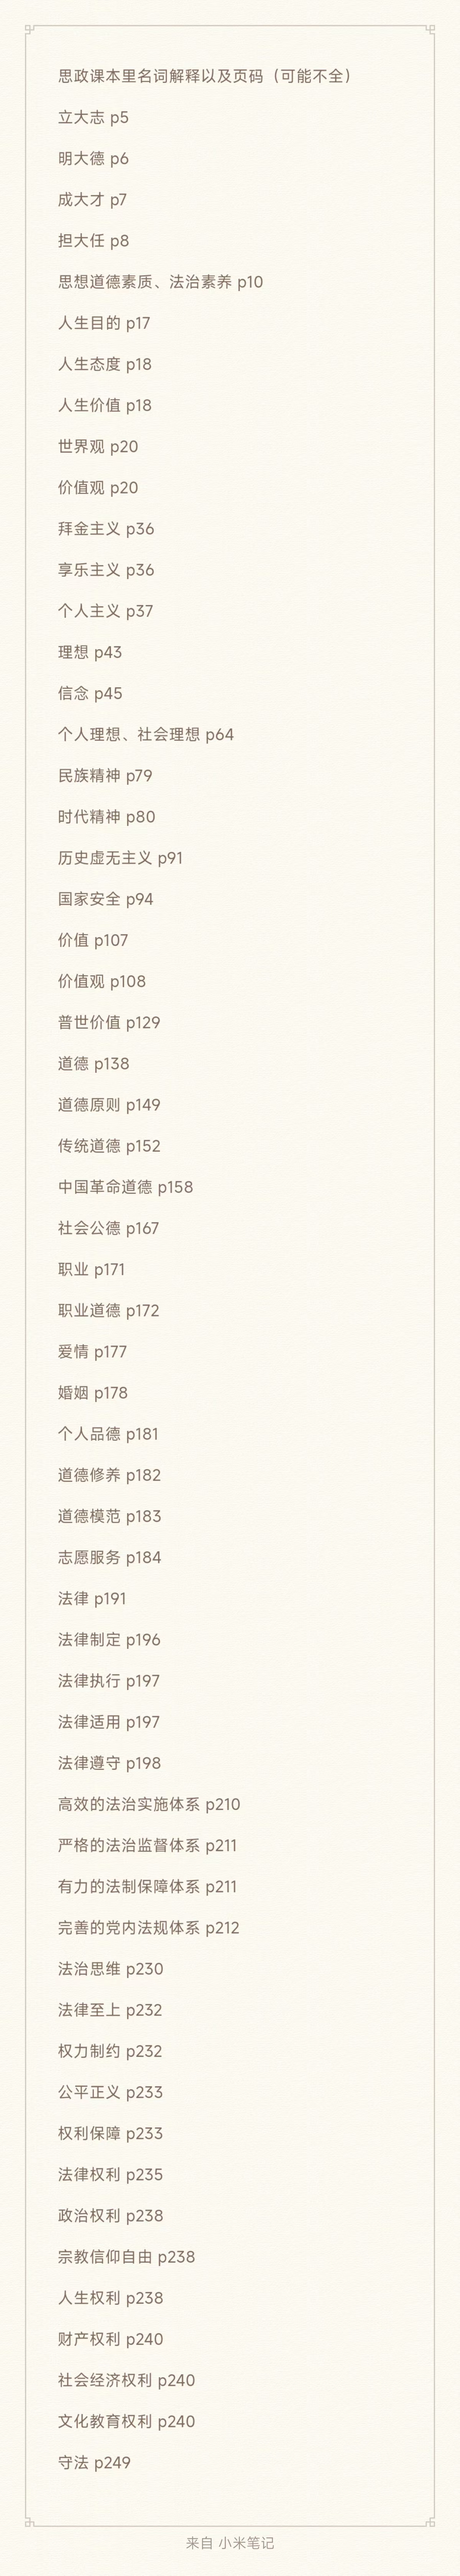 思政课本里名词解释以及页码（可能不全）
立大志 p5
明大德 p6
成大才 p7
担大任 p8
思想道德素质、法治素养 p10
人生目的 p17
人生态度 p18
人生价值 p18
世界观 p20
价值观 p20
拜金主义 p36
享乐主义 p36
个人主义 p37
理想 p43
信念 p45
个人理想、社会理想 p64
民族精神 p79
时代精神 p80
历史虚无主义 p91
国家安全 p94
价值 p107
价值观 p108
普世价值 p129
道德 p138
道德原则 p149
传统道德 p152
中国革命道德 p158
社会公德 p167
职业 p171
职业道德 p172
爱情 p177
婚姻 p178
个人品德 p181
道德修养 p182
道德模范 p183
志愿服务 p184
法律 p191
法律制定 p196
法律执行 p197
法律适用 p197
法律遵守 p198
高效的法治实施体系 p210
严格的法治监督体系 p211
有力的法制保障体系 p211
完善的党内法规体系 p212
法治思维 p230
法律至上 p232
权力制约 p232
公平正义 p233
权利保障 p233
法律权利 p235
政治权利 p238
宗教信仰自由 p238
人生权利 p238
财产权利 p240
社会经济权利 p240
文化教育权利 p240
守法 p249
来自 小米笔记